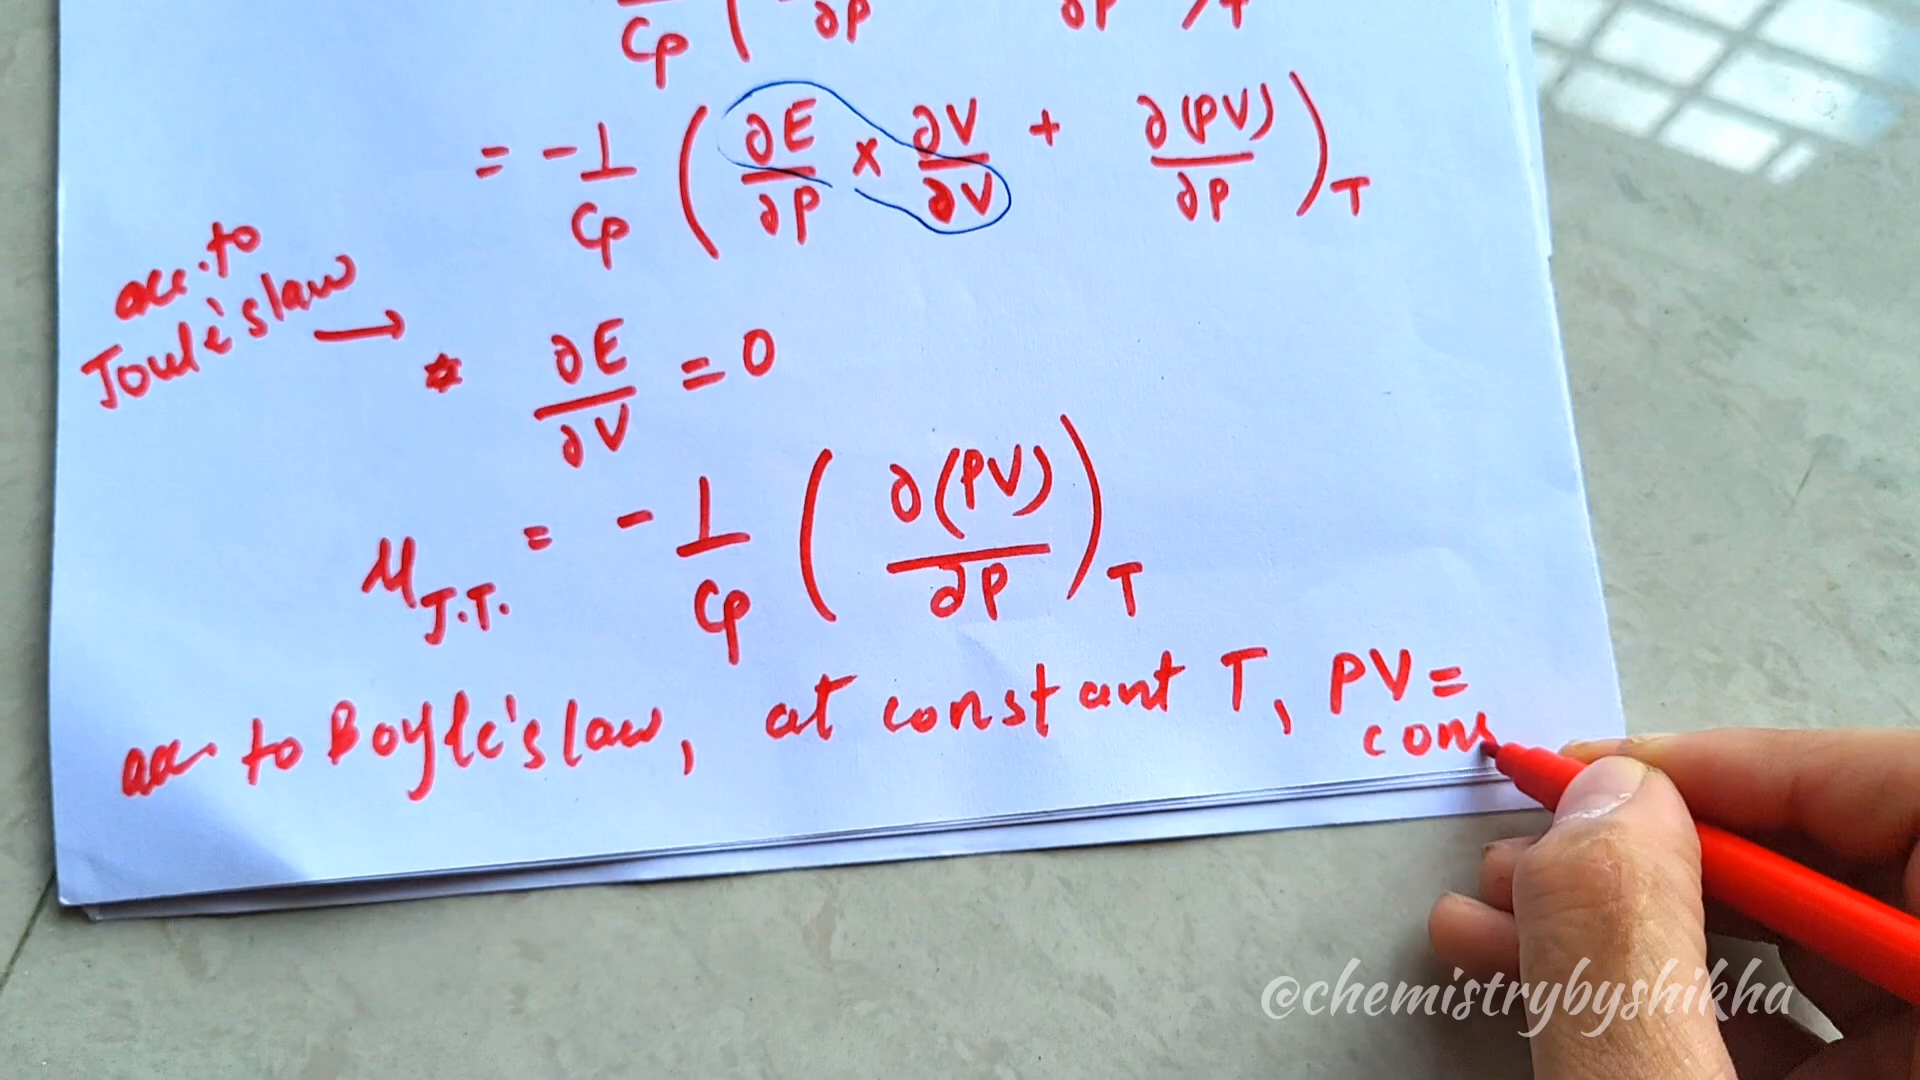 Cp ( ∂P ∂P )T
= -1/Cp ( ∂E/∂P × ∂V/∂V + ∂(PV)/∂P )T
acc. to
Joule's law →
* ∂E/∂V = 0
μJ.T. = -1/Cp ( ∂(PV)/∂P )T
acc to Boyle's law, at constant T, PV =
cons
@chemistrybyshikha